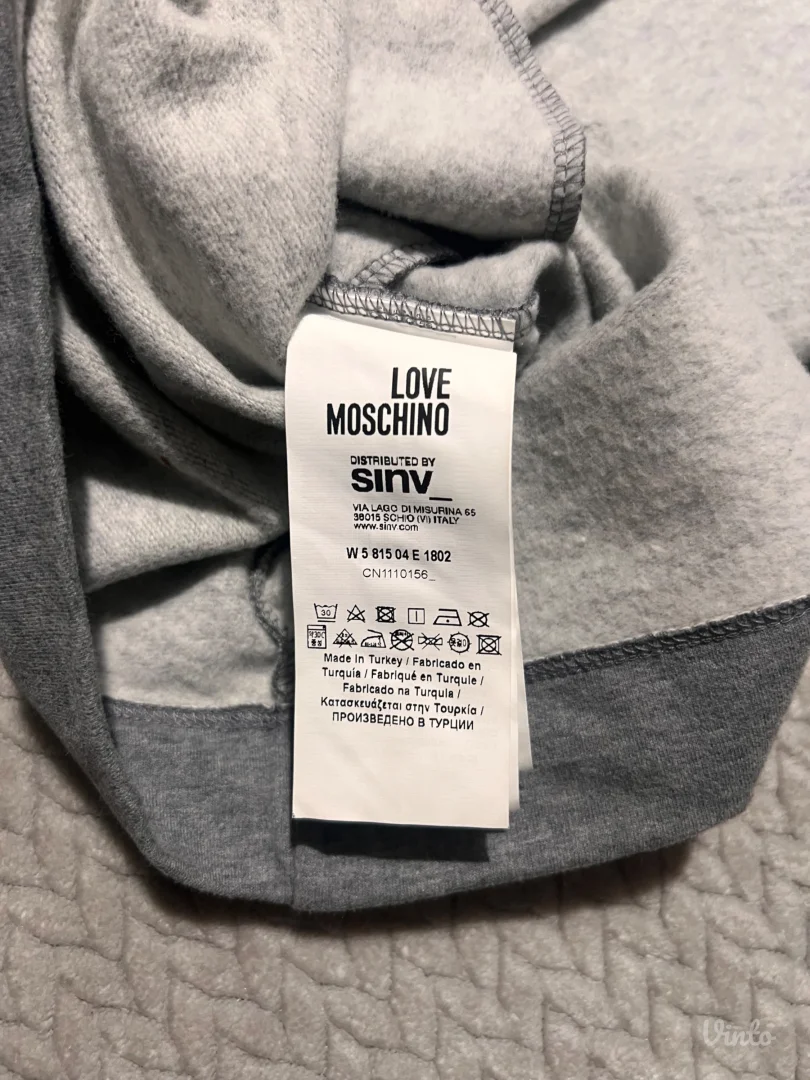 LOVE
MOSCHINO
DISTRIBUTED BY
sinv_
VIA LAGO DI MISURINA 65
36015 SCHIO (VI) ITALY
www.sinv.com
W 5 815 04 E 1802
CN1110156_
30
Made in Turkey / Fabricado en
Turquía / Fabriqué en Turquie /
Fabricado na Turquia /
Κατασκευάζεται στην Τουρκία /
ПРОИЗВЕДЕНО В ТУРЦИИ
Vinto